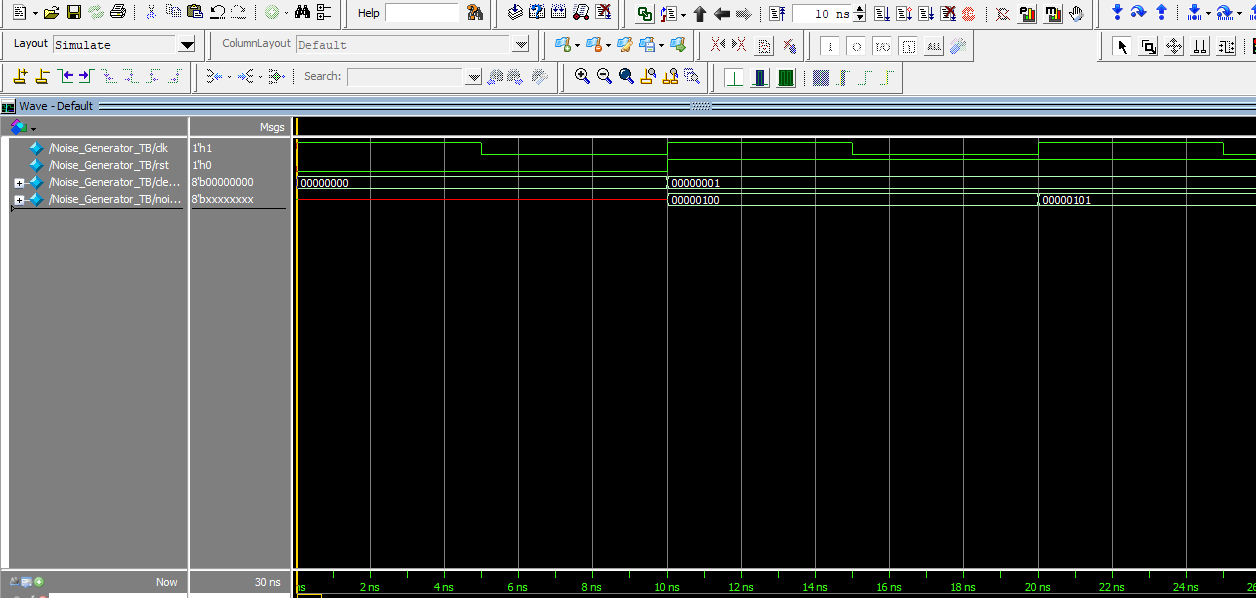 Help
10 ns
I/O
ALL
Layout Simulate
ColumnLayout Default
Search:
Wave - Default
Msgs
/Noise_Generator_TB/clk 1'h1
/Noise_Generator_TB/rst 1'h0
/Noise_Generator_TB/cle... 8'b00000000 00000000 00000001
/Noise_Generator_TB/noi... 8'bxxxxxxxx 00000100 00000101
Now 30 ns ns 2 ns 4 ns 6 ns 8 ns 10 ns 12 ns 14 ns 16 ns 18 ns 20 ns 22 ns 24 ns 26